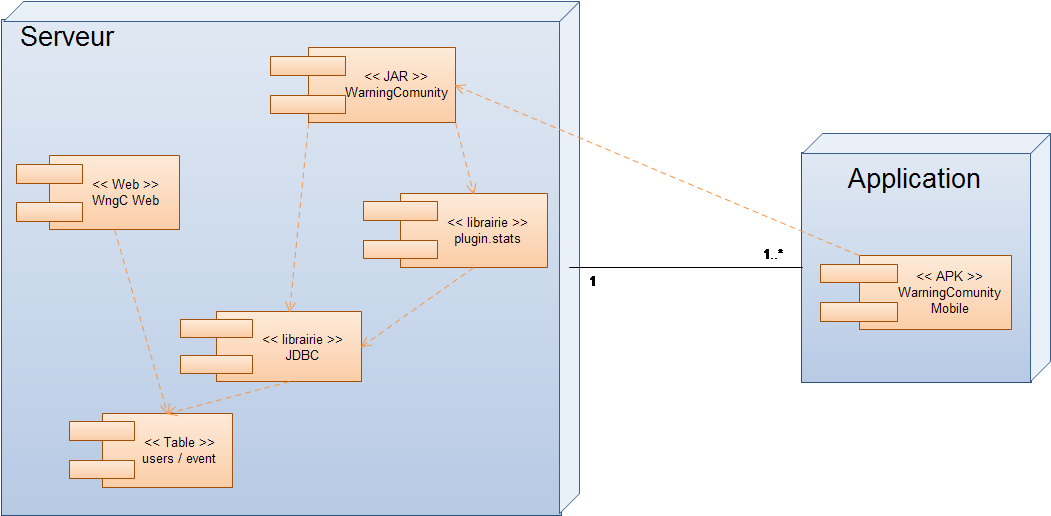 Serveur
<< JAR >>
WarningComunity
<< Web >>
WngC Web
<< librairie >>
plugin.stats
<< librairie >>
JDBC
<< Table >>
users / event
1
1..*
Application
<< APK >>
WarningComunity
Mobile